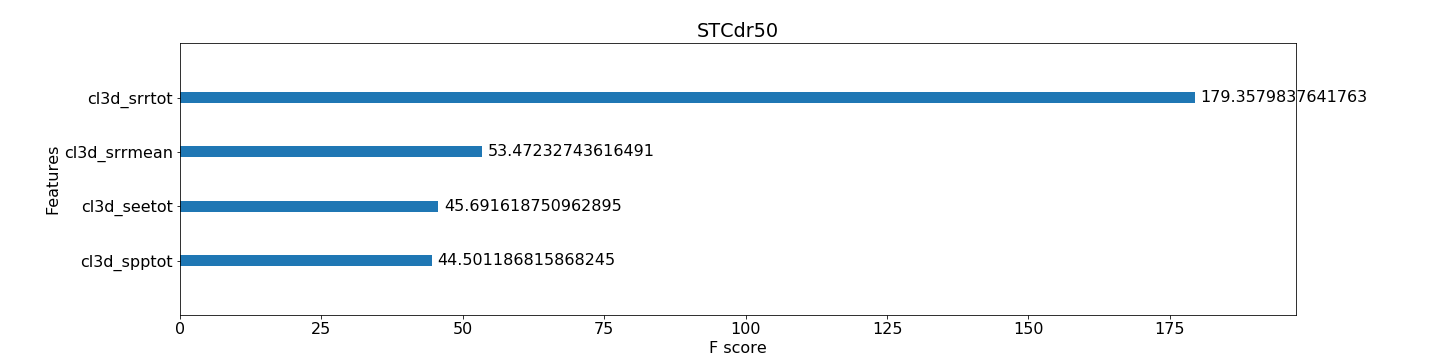 STCdr50
cl3d_srrtot
179.3579837641763
cl3d_srrmean
53.47232743616491
cl3d_seetot
45.691618750962895
cl3d_spptot
44.501186815868245
Features
0 25 50 75 100 125 150 175
F score